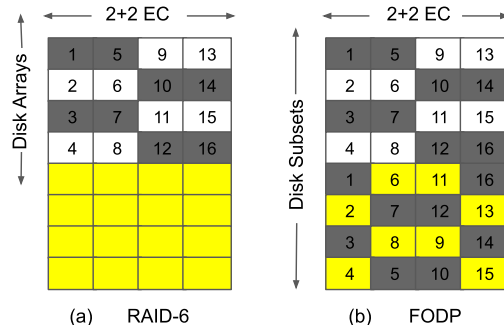 2+2 EC
Disk Arrays
1 5 9 13
2 6 10 14
3 7 11 15
4 8 12 16
(a) RAID-6
2+2 EC
Disk Subsets
1 5 9 13
2 6 10 14
3 7 11 15
4 8 12 16
1 6 11 16
2 7 12 13
3 8 9 14
4 5 10 15
(b) FODP